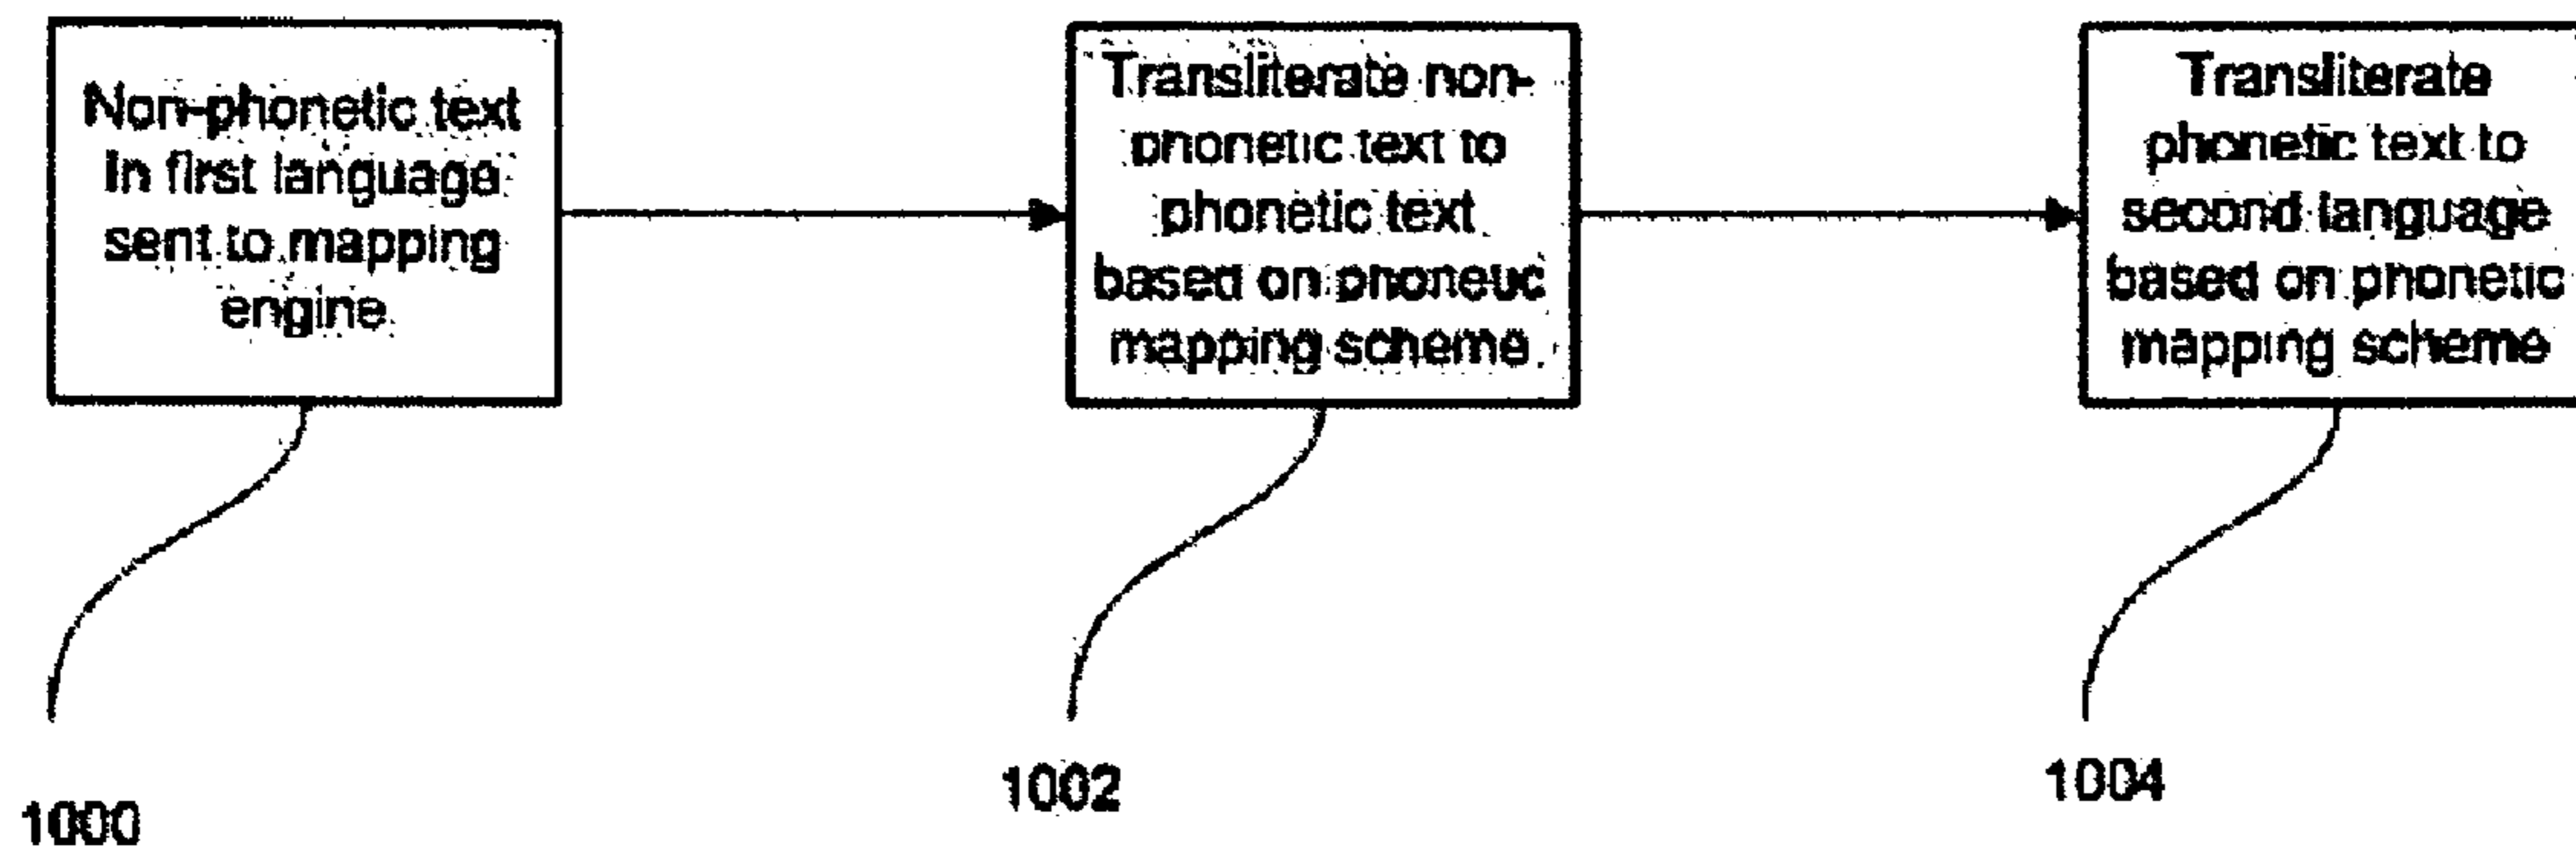 Non-phonetic text
in first language
sent to mapping
engine
Transliterate non-
phonetic text to
phonetic text
based on phonetic
mapping scheme.
Transliterate
phonetic text to
second language
based on phonetic
mapping scheme
1000
1002
1004